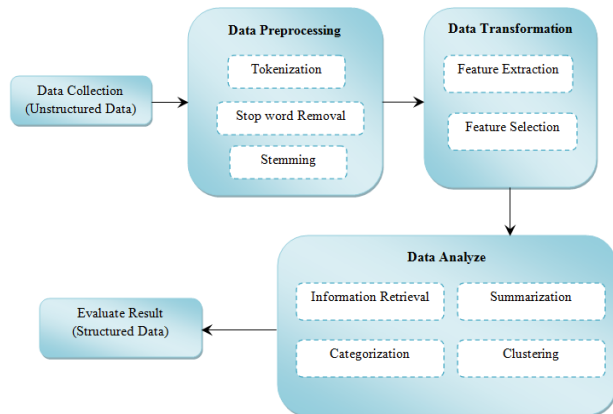 Data Collection
(Unstructured Data)
Data Preprocessing
Tokenization
Stop word Removal
Stemming
Data Transformation
Feature Extraction
Feature Selection
Data Analyze
Information Retrieval
Summarization
Categorization
Clustering
Evaluate Result
(Structured Data)